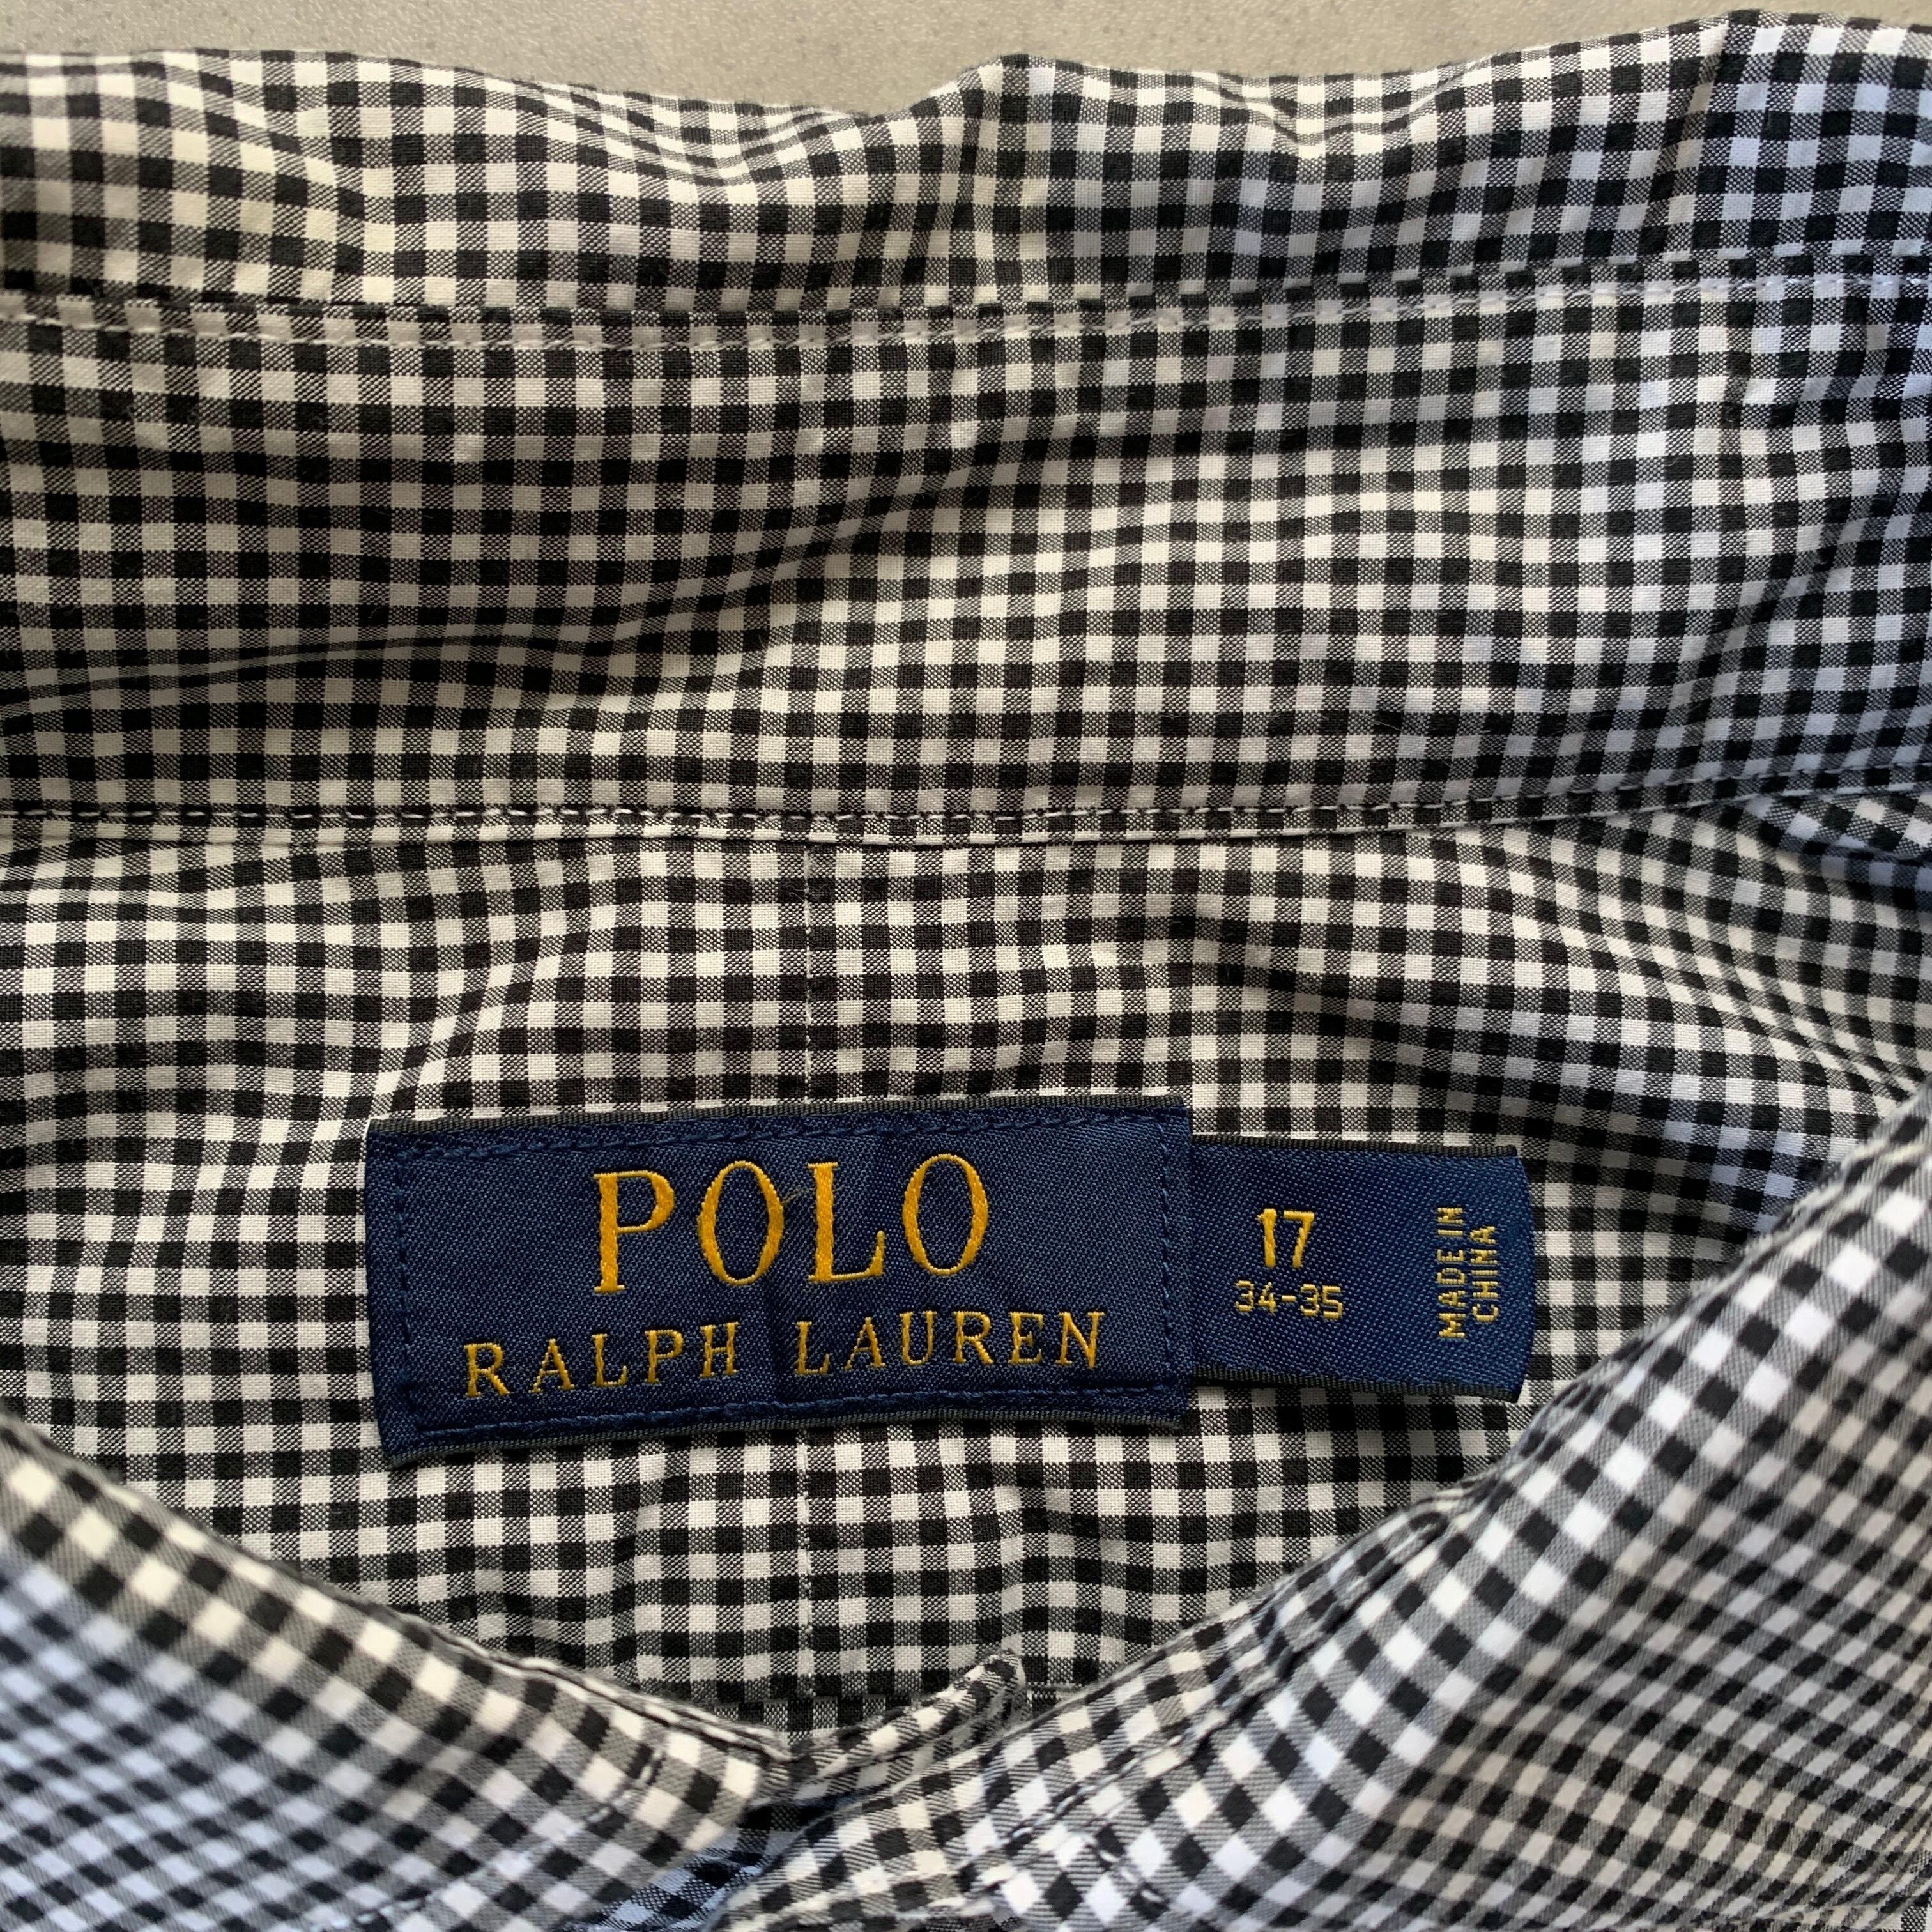 POLO
RALPH LAUREN
17
34-35
MADE IN
CHINA